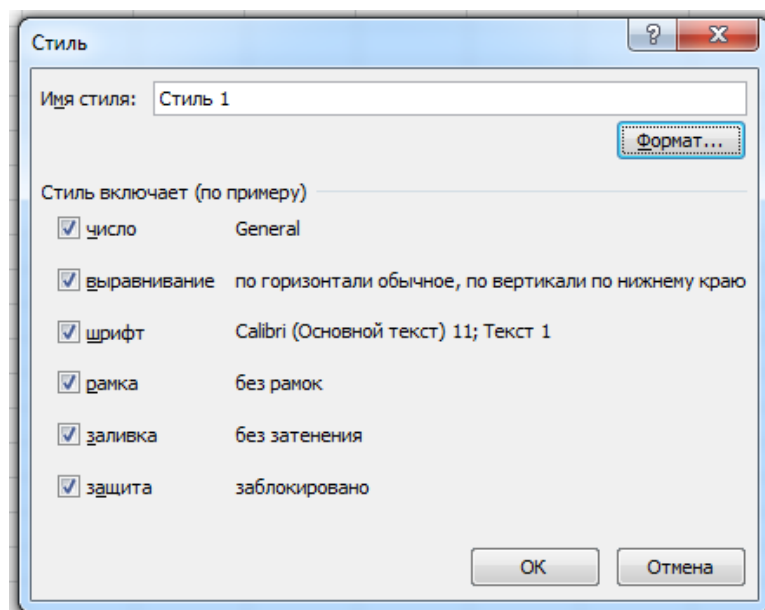 Стиль
Имя стиля: Стиль 1
Формат...
Стиль включает (по примеру)
число General
выравнивание по горизонтали обычное, по вертикали по нижнему краю
шрифт Calibri (Основной текст) 11; Текст 1
рамка без рамок
заливка без затенения
защита заблокировано
ОК Отмена